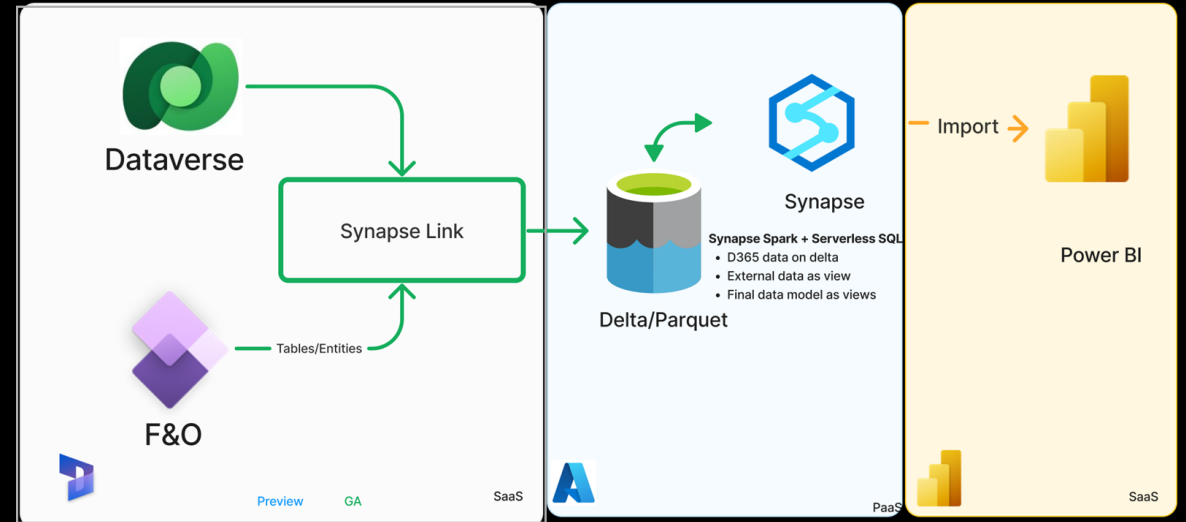 Dataverse
Synapse Link
Tables/Entities
F&O
Preview
GA
SaaS
Synapse
Synapse Spark + Serverless SQL
• D365 data on delta
• External data as view
• Final data model as views
Delta/Parquet
PaaS
Import
Power BI
SaaS